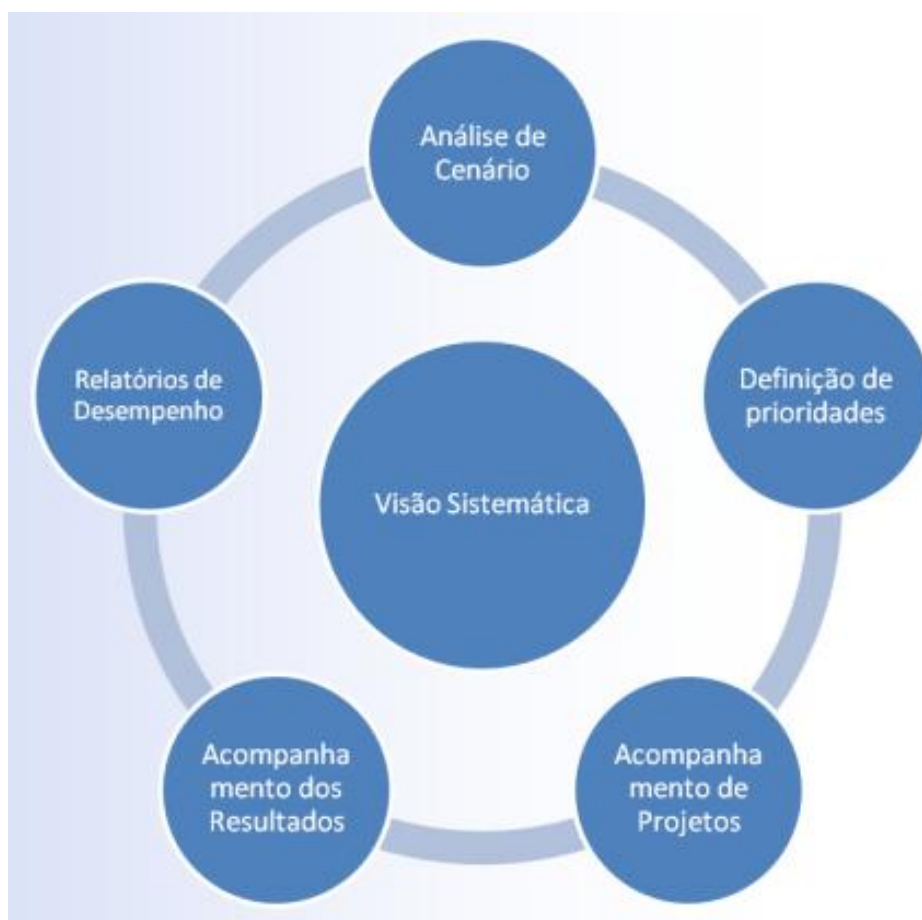 Análise de
Cenário
Definição de
prioridades
Acompanha
mento de
Projetos
Acompanha
mento dos
Resultados
Relatórios de
Desempenho
Visão Sistemática